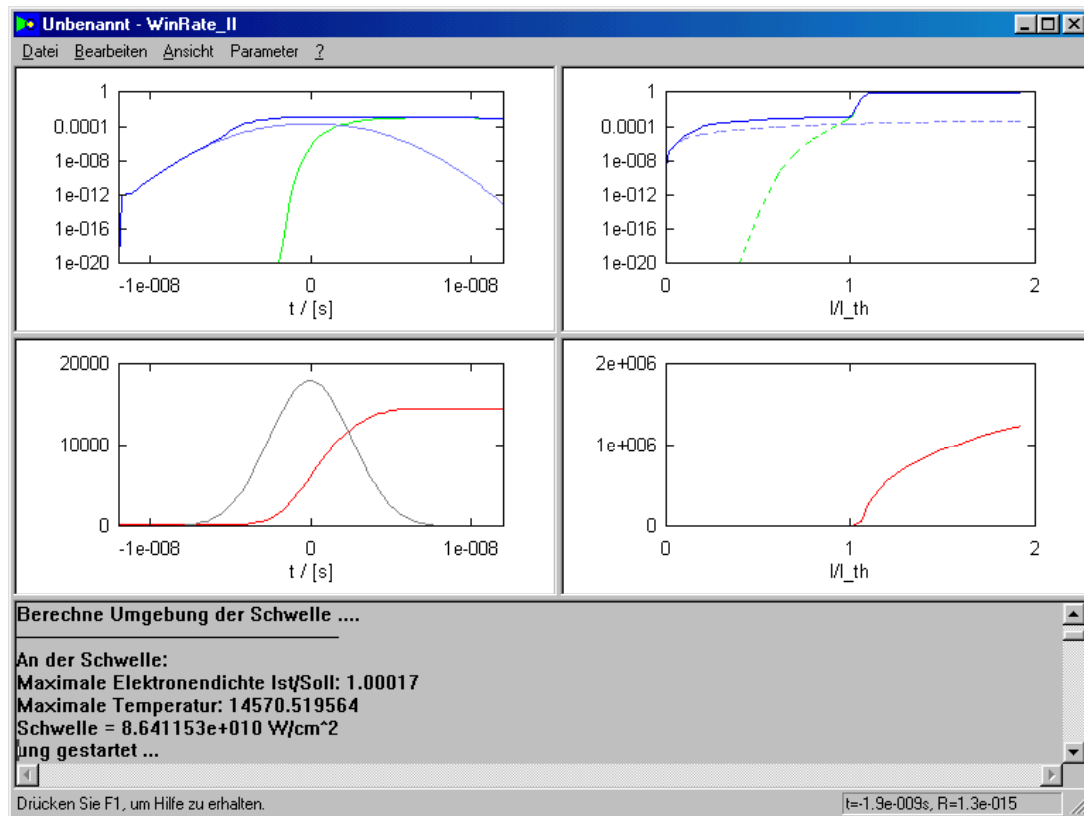 Unbenannt - WinRate_II
Datei Bearbeiten Ansicht Parameter ?
1
0.0001
1e-008
1e-012
1e-016
1e-020
-1e-008 0 1e-008
t / [s]
1
0.0001
1e-008
1e-012
1e-016
1e-020
0 1 2
I/I_th
20000
10000
0
-1e-008 0 1e-008
t / [s]
2e+006
1e+006
0
0 1 2
I/I_th
Berechne Umgebung der Schwelle ....
An der Schwelle:
Maximale Elektronendichte Ist/Soll: 1.00017
Maximale Temperatur: 14570.519564
Schwelle = 8.641153e+010 W/cm^2
ung gestartet ...
Drücken Sie F1, um Hilfe zu erhalten.
t=-1.9e-009s, R=1.3e-015